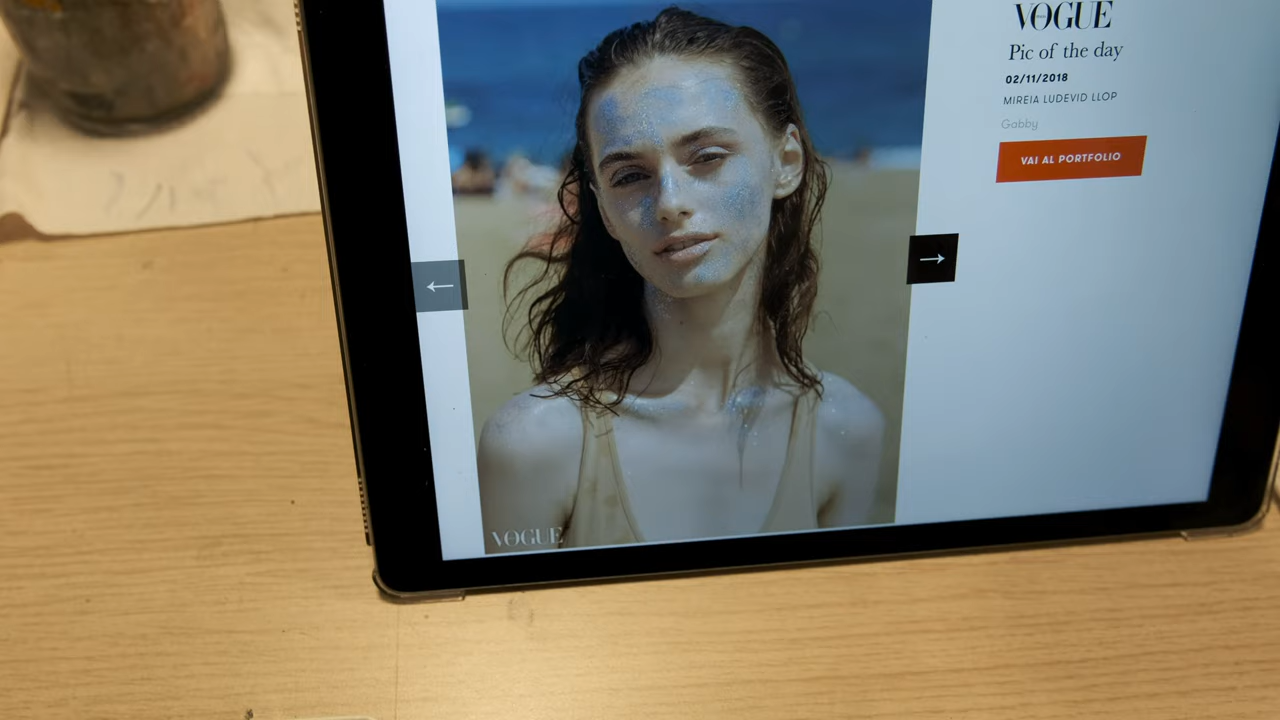 VOGUE
Pic of the day
02/11/2018
MIREIA LUDEVID LLOP
Gabby
VAI AL PORTFOLIO
VOGUE